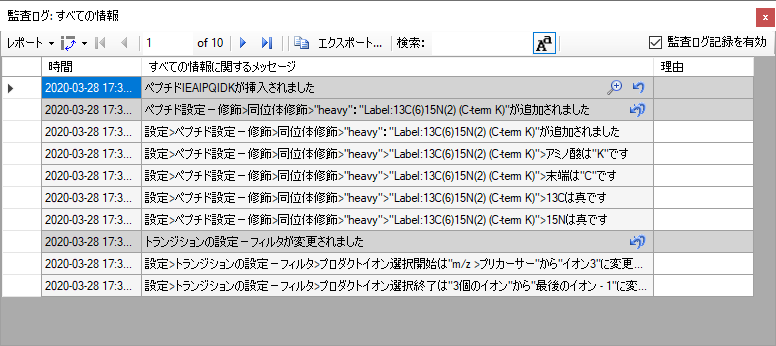 監査ログ: すべての情報
レポート 1 of 10 エクスポート... 検索: Aa 監査ログ記録を有効
時間 すべての情報に関するメッセージ 理由
2020-03-28 17:3... ペプチドIEAIPQIDKが挿入されました
2020-03-28 17:3... ペプチド設定－修飾>同位体修飾>"heavy"："Label:13C(6)15N(2) (C-term K)"が追加されました
2020-03-28 17:3... 設定>ペプチド設定－修飾>同位体修飾>"heavy"："Label:13C(6)15N(2) (C-term K)"が追加されました
2020-03-28 17:3... 設定>ペプチド設定－修飾>同位体修飾>"heavy">"Label:13C(6)15N(2) (C-term K)">アミノ酸は"K"です
2020-03-28 17:3... 設定>ペプチド設定－修飾>同位体修飾>"heavy">"Label:13C(6)15N(2) (C-term K)">末端は"C"です
2020-03-28 17:3... 設定>ペプチド設定－修飾>同位体修飾>"heavy">"Label:13C(6)15N(2) (C-term K)">13Cは真です
2020-03-28 17:3... 設定>ペプチド設定－修飾>同位体修飾>"heavy">"Label:13C(6)15N(2) (C-term K)">15Nは真です
2020-03-28 17:3... トランジションの設定－フィルタが変更されました
2020-03-28 17:3... 設定>トランジションの設定－フィルタ>プロダクトイオン選択開始は"m/z >プリカーサー"から"イオン3"に変更...
2020-03-28 17:3... 設定>トランジションの設定－フィルタ>プロダクトイオン選択終了は"3個のイオン"から"最後のイオン - 1"に変...